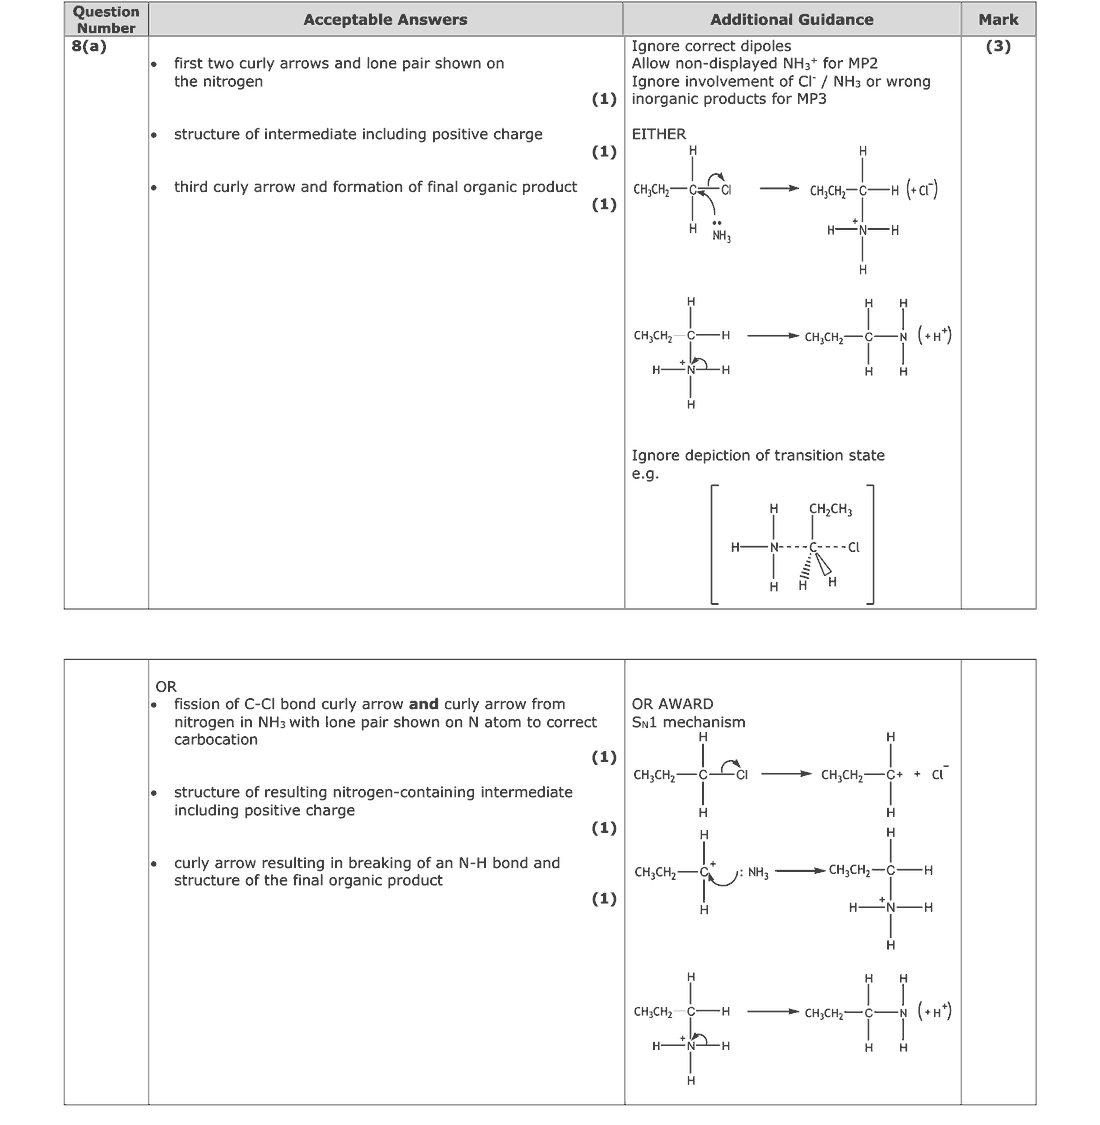 Question Number
Acceptable Answers
Additional Guidance
Mark
8(a)
• first two curly arrows and lone pair shown on
the nitrogen
(1)
• structure of intermediate including positive charge
(1)
• third curly arrow and formation of final organic product
(1)
Ignore correct dipoles
Allow non-displayed NH₃⁺ for MP2
Ignore involvement of Cl⁻ / NH₃ or wrong
inorganic products for MP3
EITHER
H
CH₃CH₂—C—Cl
H
NH₃
H
CH₃CH₂—C—H (+Cl⁻)
H—N⁺—H
H
H
CH₃CH₂—C—H
H—N⁺—H
H
H H
CH₃CH₂—C—N (+H⁺)
H H
Ignore depiction of transition state
e.g.
H CH₂CH₃
H—N----C----Cl
H H H
(3)
OR
• fission of C-Cl bond curly arrow and curly arrow from
nitrogen in NH₃ with lone pair shown on N atom to correct
carbocation
(1)
• structure of resulting nitrogen-containing intermediate
including positive charge
(1)
• curly arrow resulting in breaking of an N-H bond and
structure of the final organic product
(1)
OR AWARD
SN1 mechanism
H
CH₃CH₂—C—Cl
H
H
CH₃CH₂—C+ + Cl⁻
H
H
CH₃CH₂—C⁺ :NH₃
H
H
CH₃CH₂—C—H
H—N⁺—H
H
H
CH₃CH₂—C—H
H—N⁺—H
H
H H
CH₃CH₂—C—N (+H⁺)
H H